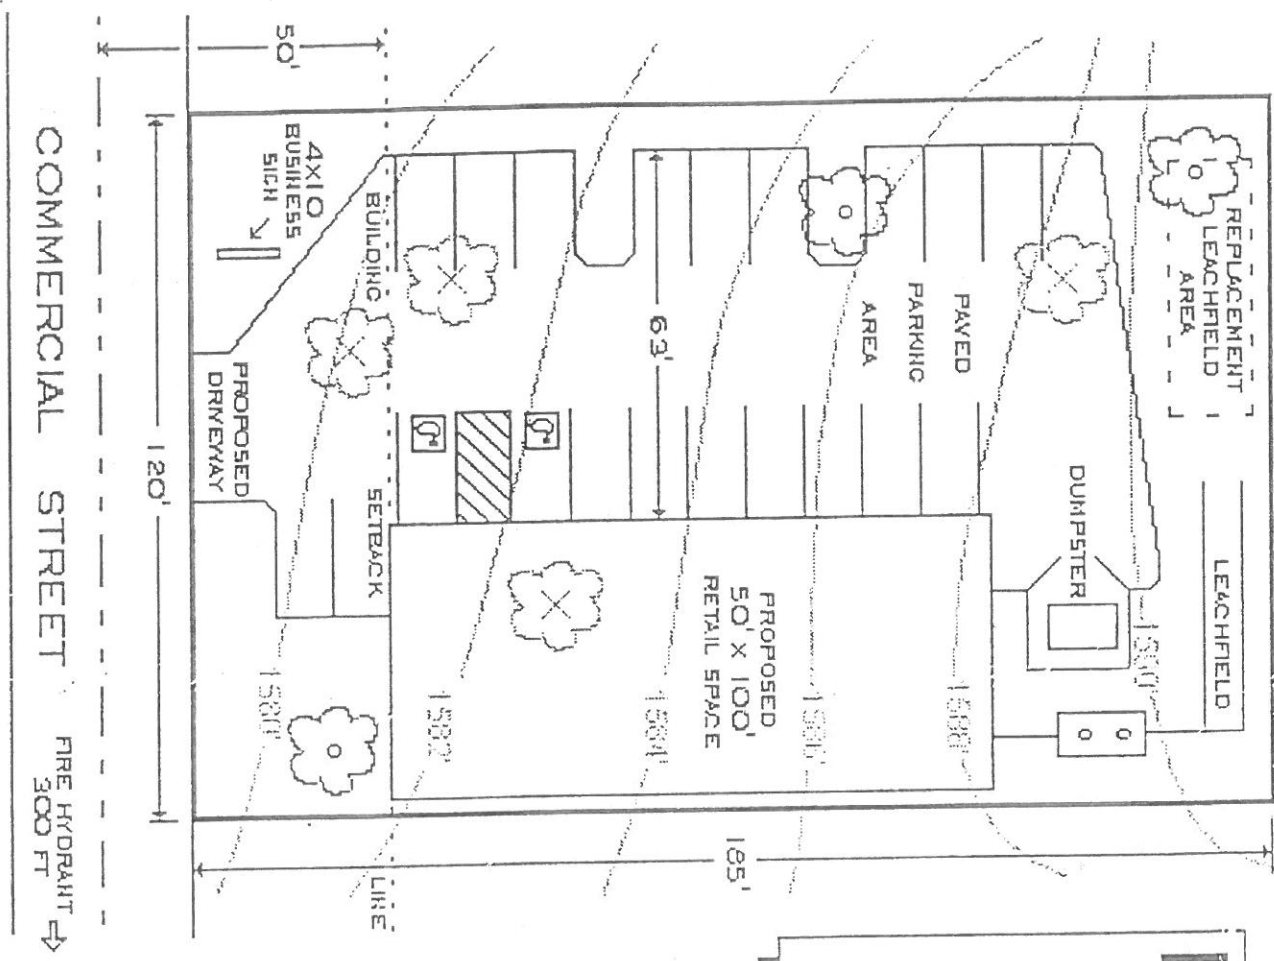 50'
COMMERCIAL STREET
FIRE HYDRANT
300 FT
120'
185'
4X10
BUSINESS
SIGN
BUILDING
SETBACK
LINE
PROPOSED
DRIVEWAY
63'
PAVED
PARKING
AREA
REPLACEMENT
LEACHFIELD
AREA
DUMPSTER
LEACHFIELD
PROPOSED
50' X 100'
RETAIL SPACE
1580'
1582'
1584'
1586'
1588'